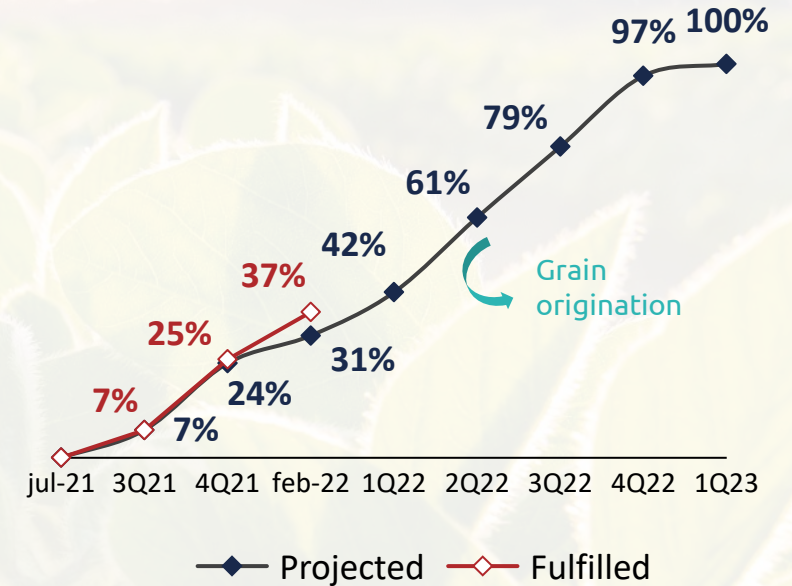 97% 100%
79%
61%
42%
Grain
origination
37%
25%
31%
24%
7%
7%
jul-21 3Q21 4Q21 feb-22 1Q22 2Q22 3Q22 4Q22 1Q23
Projected Fulfilled